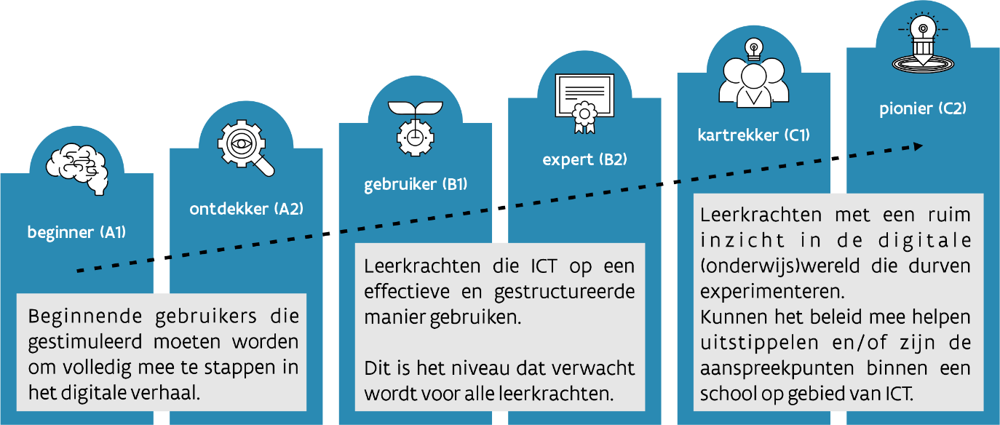 beginner (A1)
ontdekker (A2)
gebruiker (B1)
expert (B2)
kartrekker (C1)
pionier (C2)
Beginnende gebruikers die
gestimuleerd moeten worden
om volledig mee te stappen in
het digitale verhaal.
Leerkrachten die ICT op een
effectieve en gestructureerde
manier gebruiken.
Dit is het niveau dat verwacht
wordt voor alle leerkrachten.
Leerkrachten met een ruim
inzicht in de digitale
(onderwijs)wereld die durven
experimenteren.
Kunnen het beleid mee helpen
uitstippelen en/of zijn de
aanspreekpunten binnen een
school op gebied van ICT.